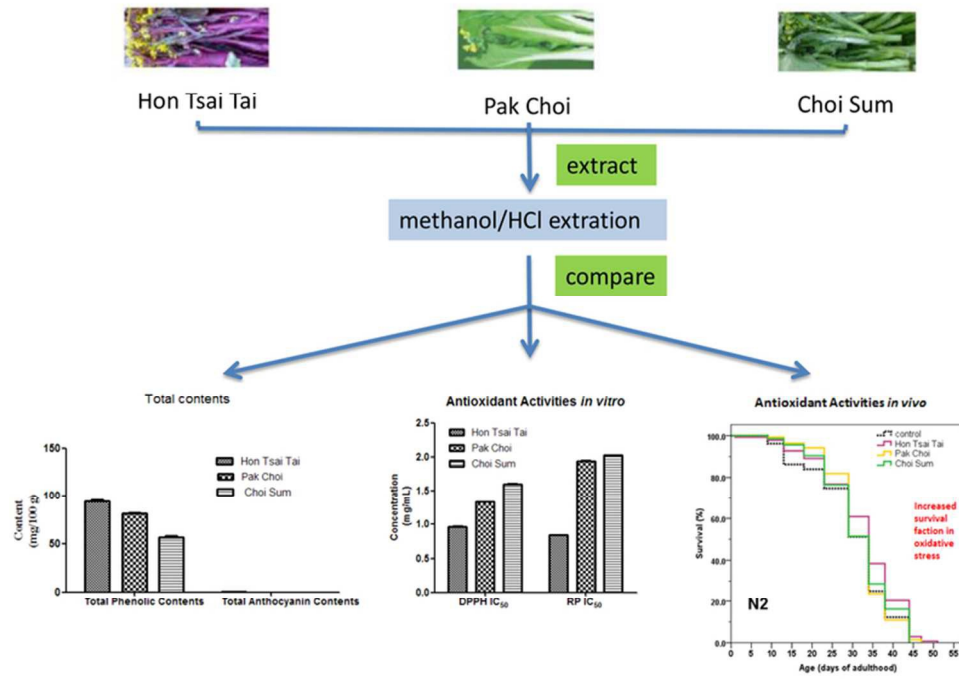 Hon Tsai Tai
Pak Choi
Choi Sum
extract
methanol/HCl extration
compare
Total contents
150
100
50
0
Content
(mg/100 g)
Hon Tsai Tai
Pak Choi
Choi Sum
Total Phenolic Contents
Total Anthocyanin Contents
Antioxidant Activities in vitro
2.5
2.0
1.5
1.0
0.5
0.0
Concentration
(mg/mL)
Hon Tsai Tai
Pak Choi
Choi Sum
DPPH IC50
RP IC50
Antioxidant Activities in vivo
control
Hon Tsai Tai
Pak Choi
Choi Sum
100.0
80.0
60.0
40.0
20.0
0.0
Survival (%)
Increased
survival
faction in
oxidative
stress
N2
0 5 10 15 20 25 30 35 40 45 50 55
Age (days of adulthood)